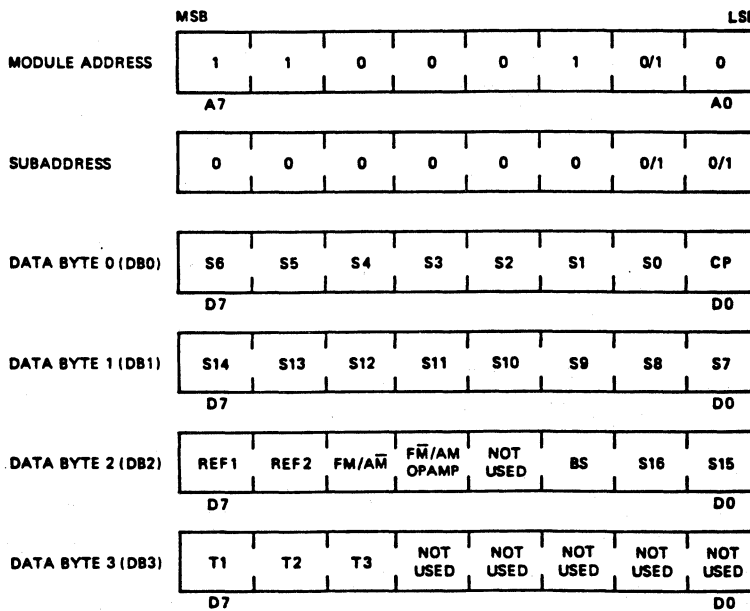 MSB LSB
MODULE ADDRESS 1 1 0 0 0 1 0/1 0
A7 A0
SUBADDRESS 0 0 0 0 0 0 0/1 0/1
DATA BYTE 0 (DB0) S6 S5 S4 S3 S2 S1 S0 CP
D7 D0
DATA BYTE 1 (DB1) S14 S13 S12 S11 S10 S9 S8 S7
D7 D0
DATA BYTE 2 (DB2) REF1 REF2 FM/AM̅ FM̅/AM OPAMP NOT USED BS S16 S15
D7 D0
DATA BYTE 3 (DB3) T1 T2 T3 NOT USED NOT USED NOT USED NOT USED NOT USED
D7 D0